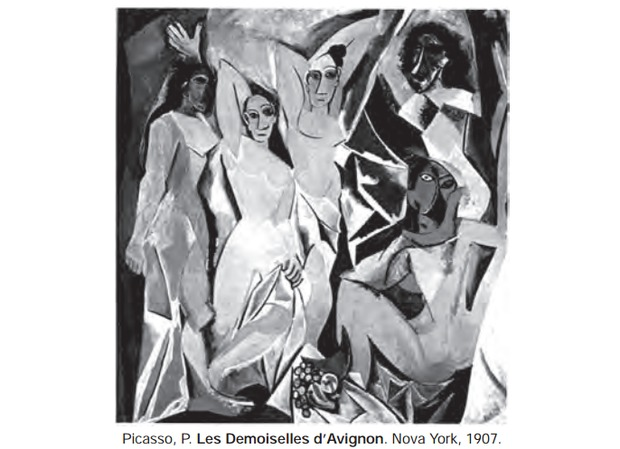 Picasso, P. Les Demoiselles d'Avignon. Nova York, 1907.